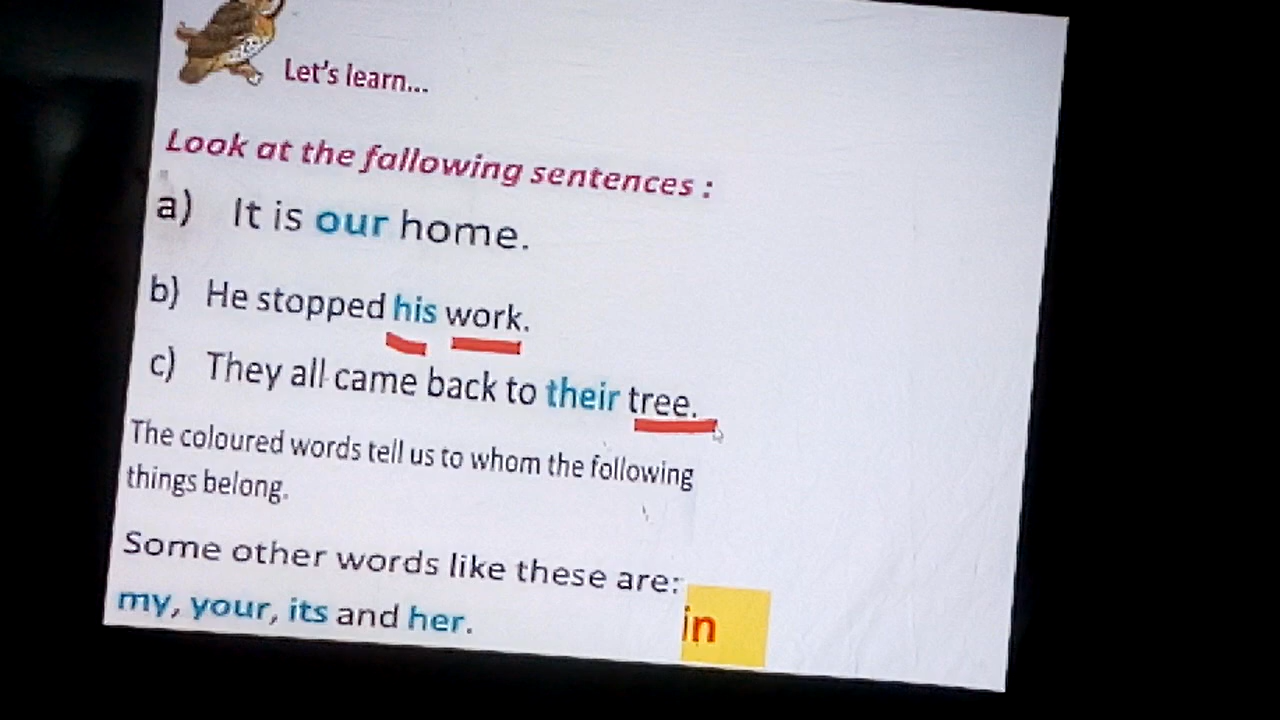 Let's learn...
Look at the fallowing sentences :
a) It is our home.
b) He stopped his work.
c) They all came back to their tree.
The coloured words tell us to whom the following
things belong.
Some other words like these are:
my, your, its and her.
in